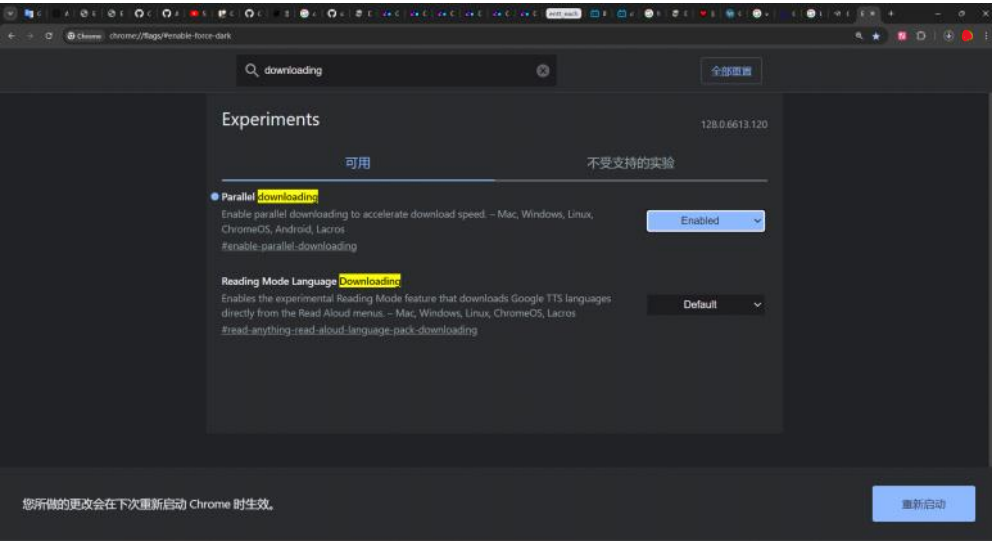 Chrome
chrome://flags/#enable-force-dark
downloading
全部重置
Experiments
128.0.6613.120
可用
不受支持的实验
Parallel downloading
Enabled
Enable parallel downloading to accelerate download speed. – Mac, Windows, Linux,
ChromeOS, Android, Lacros
#enable-parallel-downloading
Reading Mode Language Downloading
Enables the experimental Reading Mode feature that downloads Google TTS languages
directly from the Read Aloud menus. – Mac, Windows, Linux, ChromeOS, Lacros
Default
#read-anything-read-aloud-language-pack-downloading
您所做的更改会在下次重新启动 Chrome 时生效。
重新启动